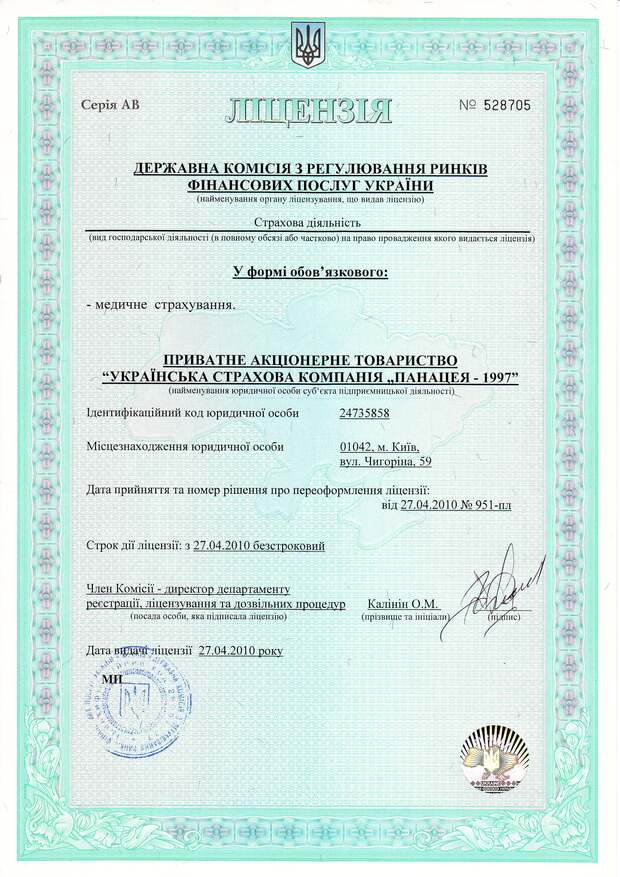 Серія АВ
ЛІЦЕНЗІЯ
№ 528705
ДЕРЖАВНА КОМІСІЯ З РЕГУЛЮВАННЯ РИНКІВ
ФІНАНСОВИХ ПОСЛУГ УКРАЇНИ
(найменування органу ліцензування, що видав ліцензію)
Страхова діяльність
(вид господарської діяльності (в повному обсязі або частково) на право провадження якого видається ліцензія)
У формі обов’язкового:
- медичне страхування.
ПРИВАТНЕ АКЦІОНЕРНЕ ТОВАРИСТВО
“УКРАЇНСЬКА СТРАХОВА КОМПАНІЯ „ПАНАЦЕЯ - 1997”
(найменування юридичної особи суб’єкта підприємницької діяльності)
Ідентифікаційний код юридичної особи 24735858
Місцезнаходження юридичної особи 01042, м. Київ,
вул. Чигоріна, 59
Дата прийняття та номер рішення про переоформлення ліцензії:
від 27.04.2010 № 951-пл
Строк дії ліцензії: з 27.04.2010 безстроковий
Член Комісії - директор департаменту
реєстрації, ліцензування та дозвільних процедур Калінін О.М.
(посада особи, яка підписала ліцензію) (прізвище та ініціали) (підпис)
Дата видачі ліцензії 27.04.2010 року
МП